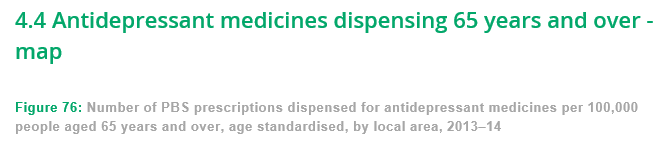 4.4 Antidepressant medicines dispensing 65 years and over -
map
Figure 76: Number of PBS prescriptions dispensed for antidepressant medicines per 100,000
people aged 65 years and over, age standardised, by local area, 2013–14